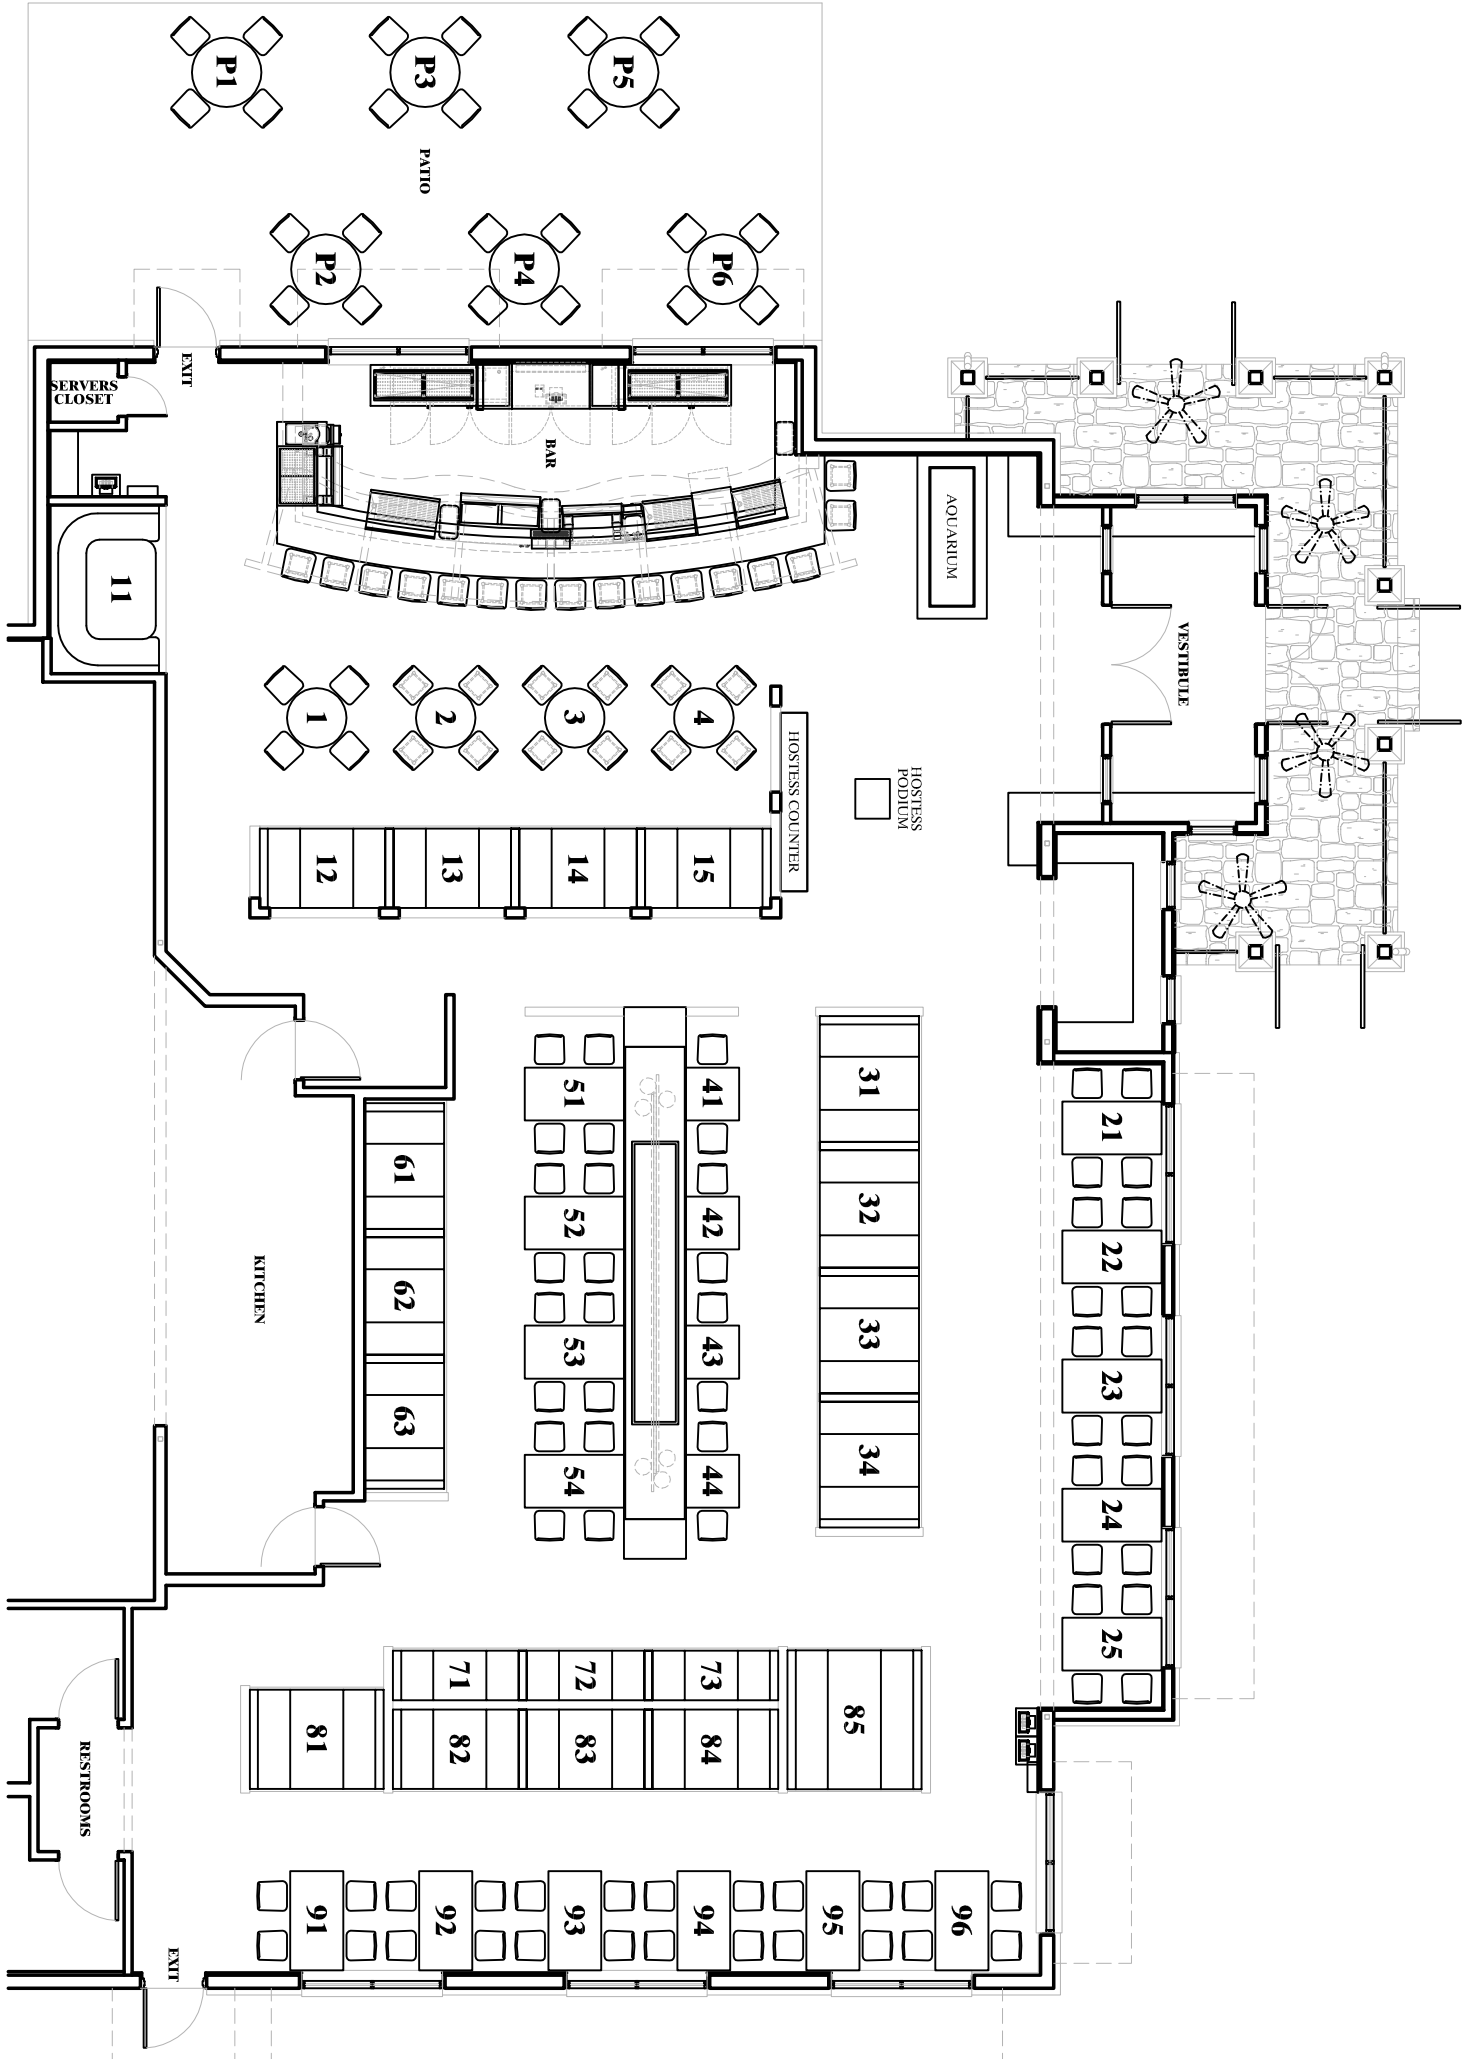 P1
P3
P5
PATIO
P2
P4
P6
EXIT
SERVERS
CLOSET
BAR
AQUARIUM
11
VESTIBULE
1
2
3
4
HOSTESS COUNTER
HOSTESS
PODIUM
12
13
14
15
31
32
33
34
41
42
43
44
51
52
53
54
61
62
63
21
22
23
24
25
KITCHEN
71
72
73
81
82
83
84
85
RESTROOMS
91
92
93
94
95
96
EXIT